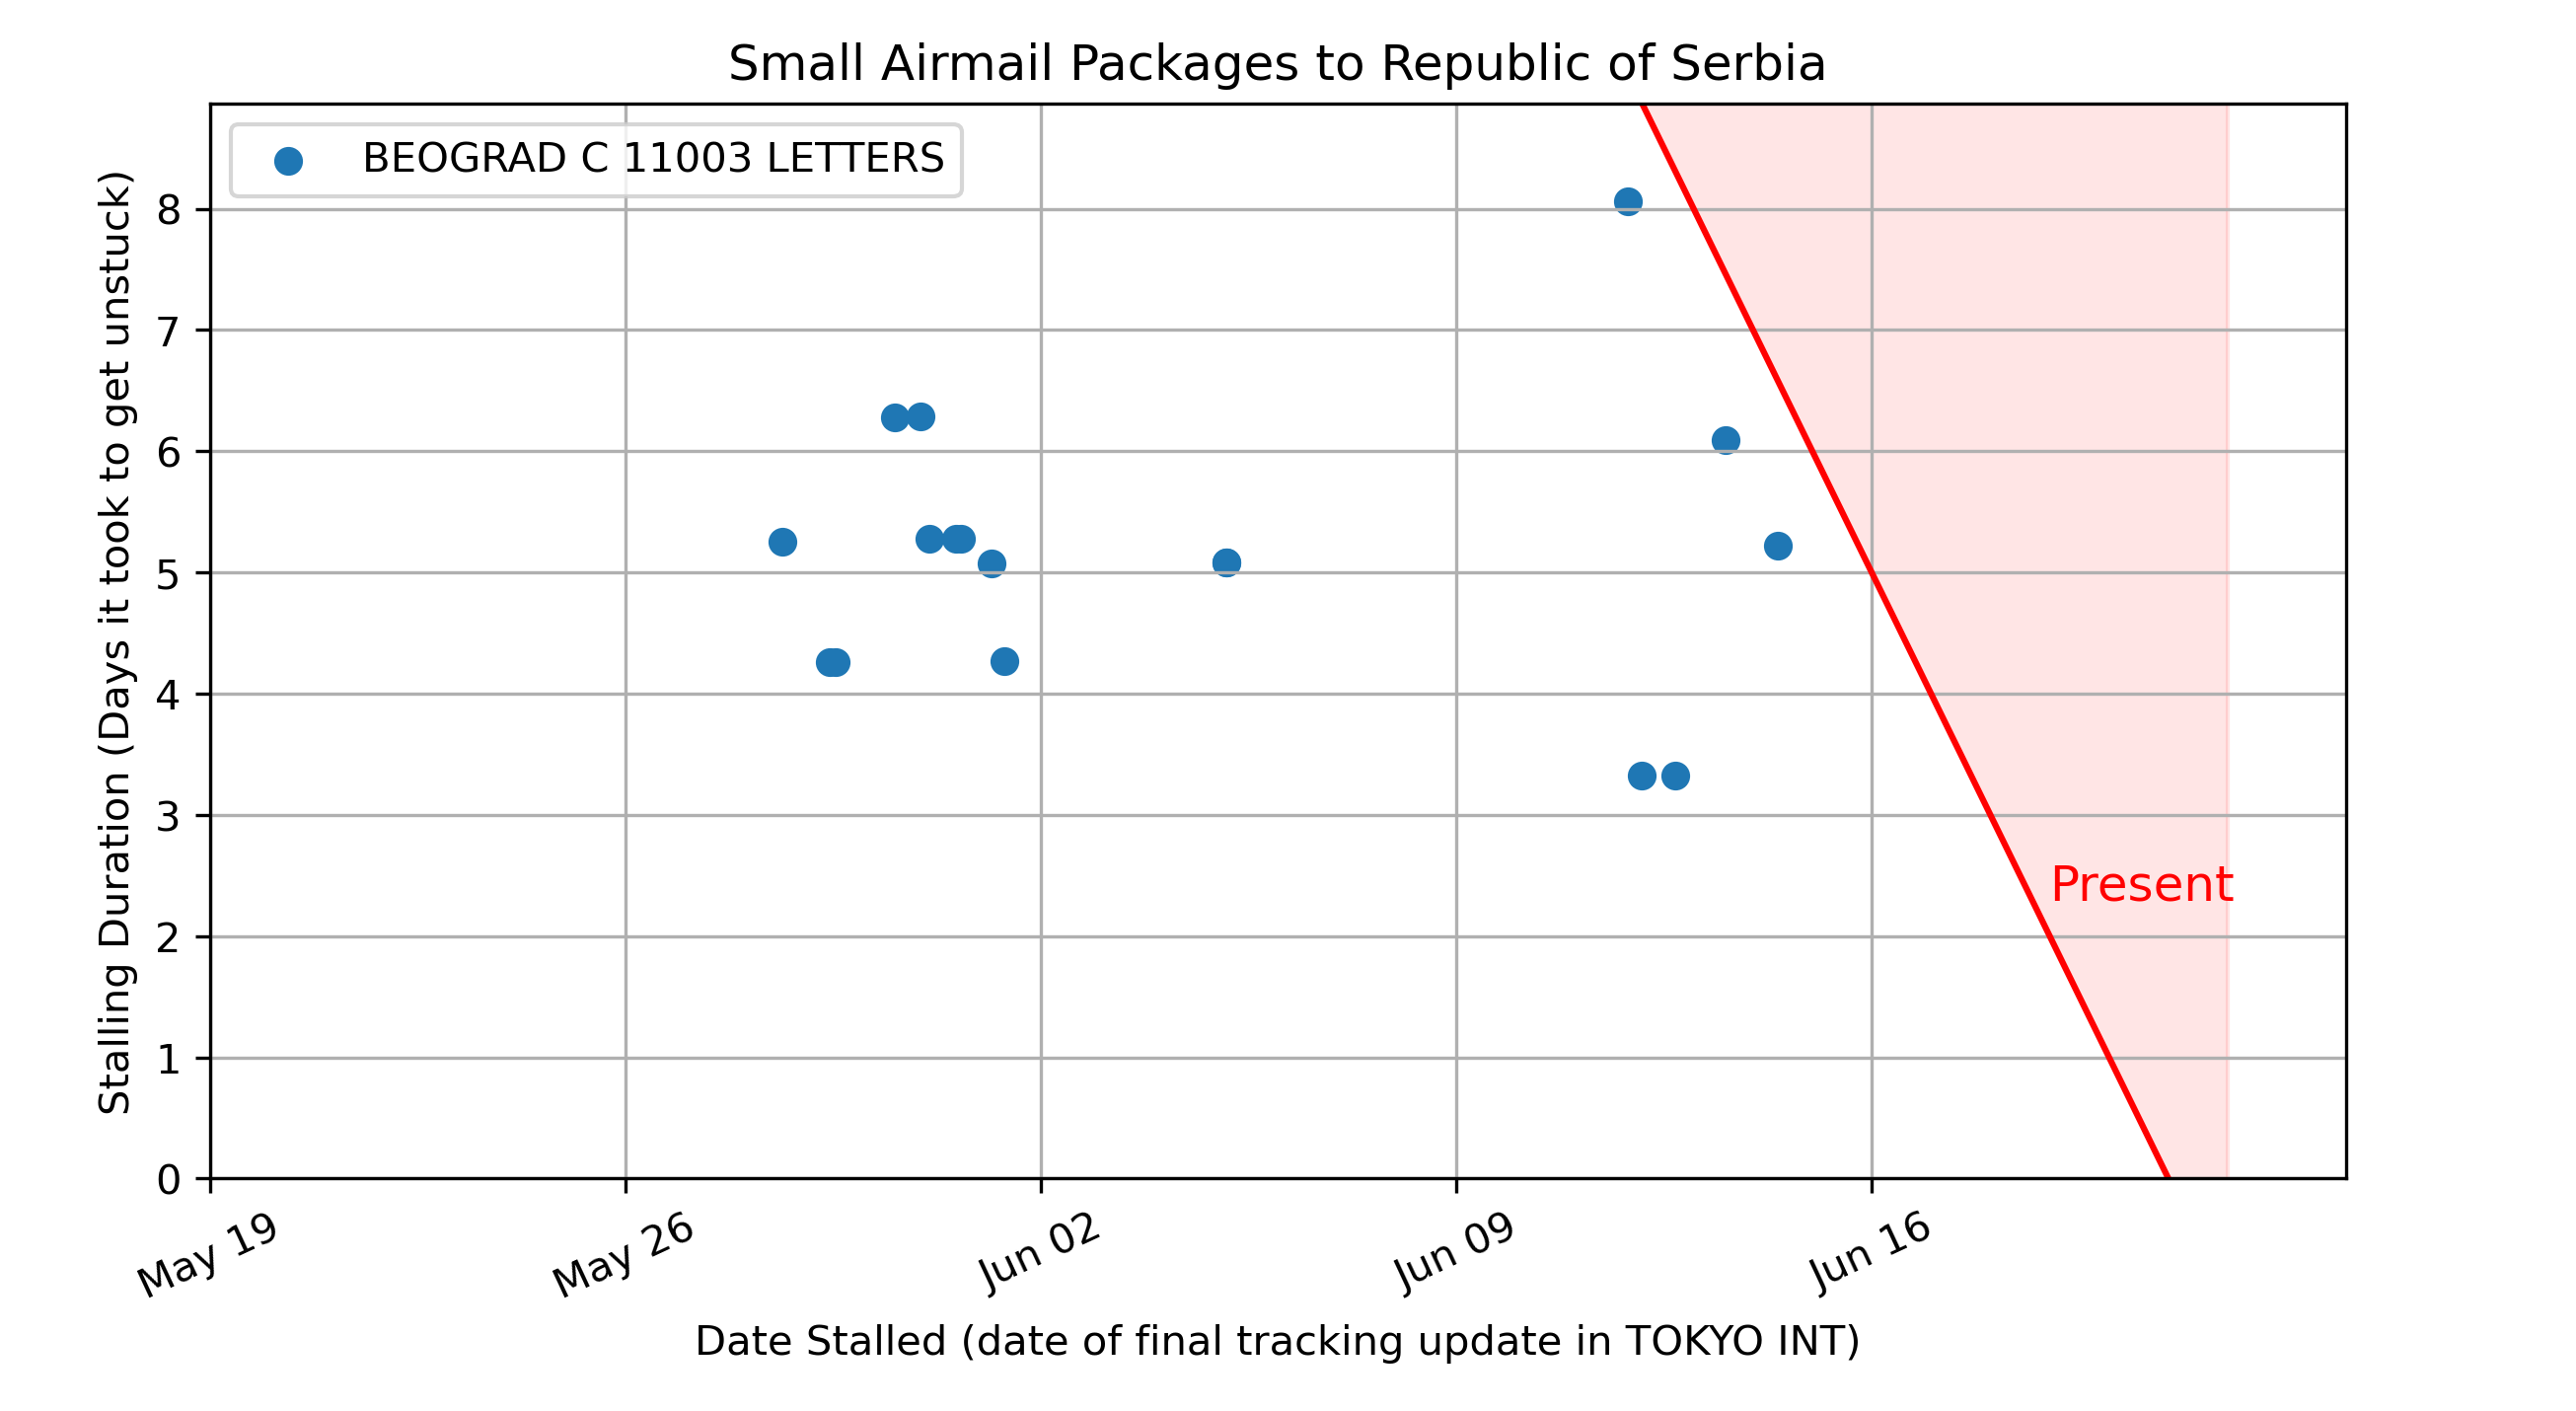 Small Airmail Packages to Republic of Serbia
BEOGRAD C 11003 LETTERS
Stalling Duration (Days it took to get unstuck)
8
7
6
5
4
3
2
1
0
Present
May 19
May 26
Jun 02
Jun 09
Jun 16
Date Stalled (date of final tracking update in TOKYO INT)